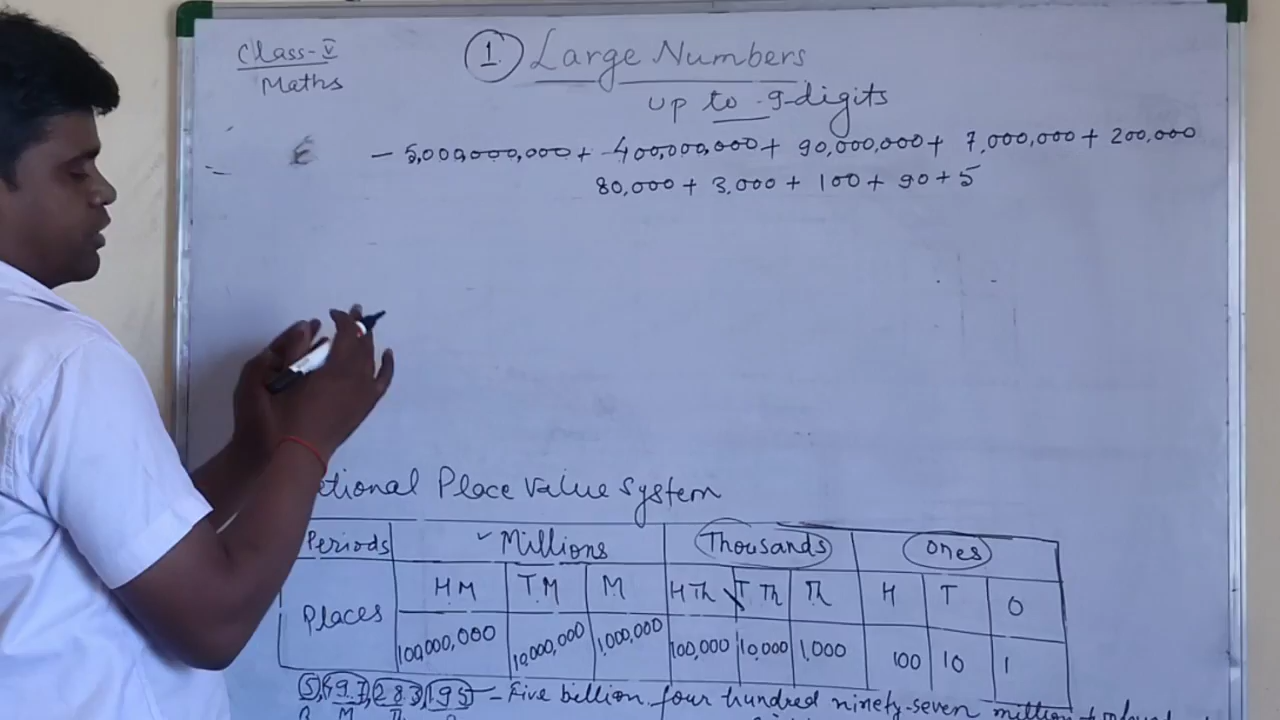 Class-V
Maths
1. Large Numbers
up to 9-digits
- 5,000,000,000 + 400,000,000 + 90,000,000 + 7,000,000 + 200,000
80,000 + 3,000 + 100 + 90 + 5
Place Value System
Periods Millions Thousands Ones
Places H.M T.M M H Th T Th Th H T O
100,000,000 10,000,000 1,000,000 100,000 10,000 1,000 100 10 1
5,497,283,195 - Five billion, four hundred ninety-seven million
B M